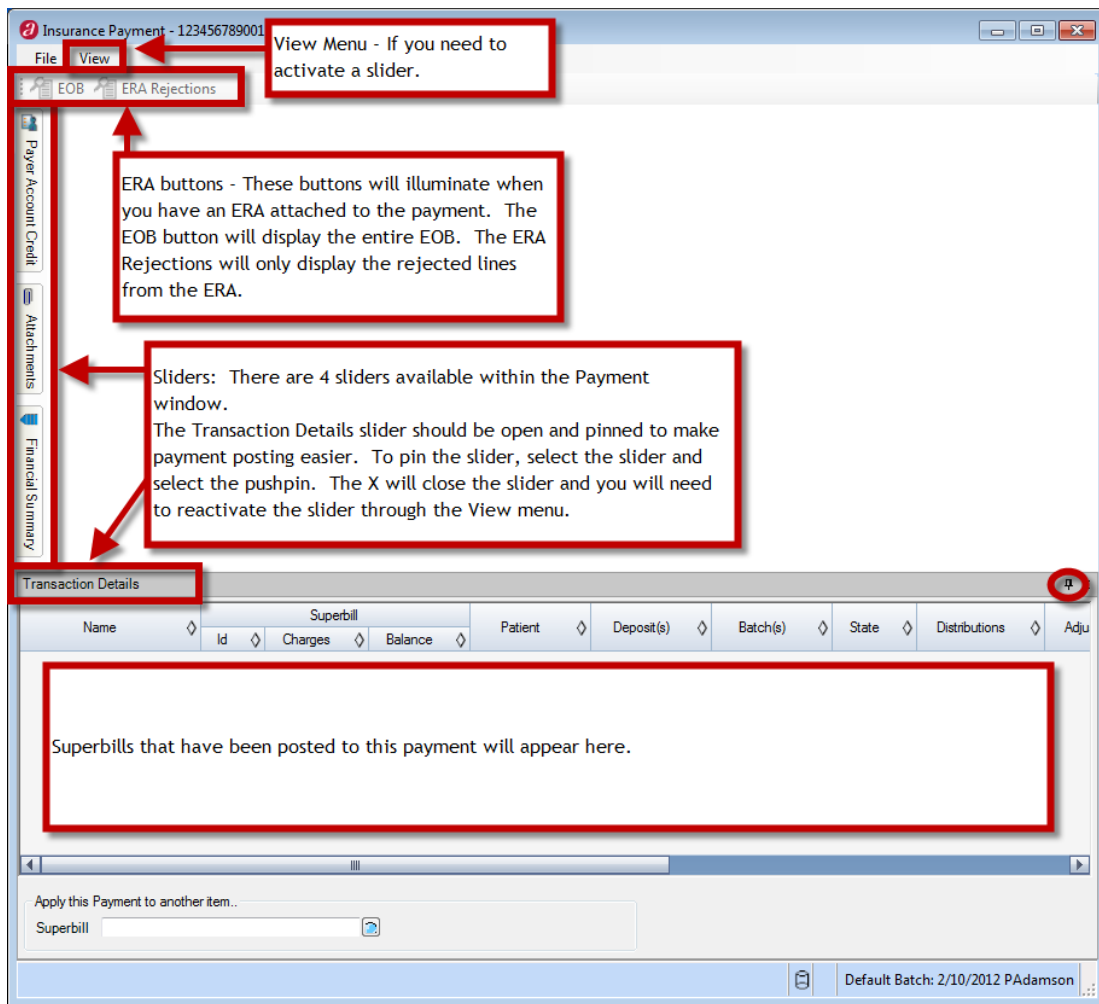 Insurance Payment - 123456789001
File View
View Menu - If you need to
activate a slider.
EOB ERA Rejections
Payer Account Credit
Attachments
Financial Summary
ERA buttons - These buttons will illuminate when
you have an ERA attached to the payment. The
EOB button will display the entire EOB. The ERA
Rejections will only display the rejected lines
from the ERA.
Sliders: There are 4 sliders available within the Payment
window.
The Transaction Details slider should be open and pinned to make
payment posting easier. To pin the slider, select the slider and
select the pushpin. The X will close the slider and you will need
to reactivate the slider through the View menu.
Transaction Details
Name Superbill Patient Deposit(s) Batch(s) State Distributions Adju
Id Charges Balance
Superbills that have been posted to this payment will appear here.
Apply this Payment to another item..
Superbill
Default Batch: 2/10/2012 PAdamson